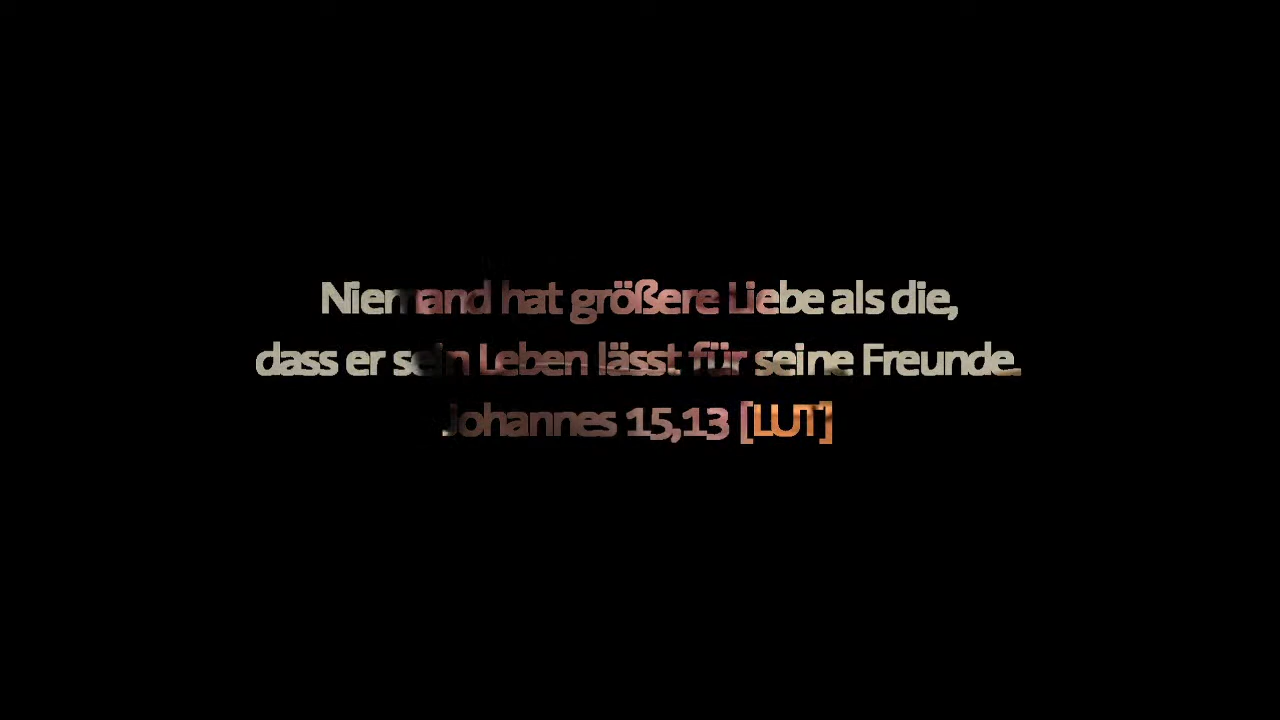 Niemand hat größere Liebe als die,
dass er sein Leben lässt für seine Freunde.
Johannes 15,13 [LUT]